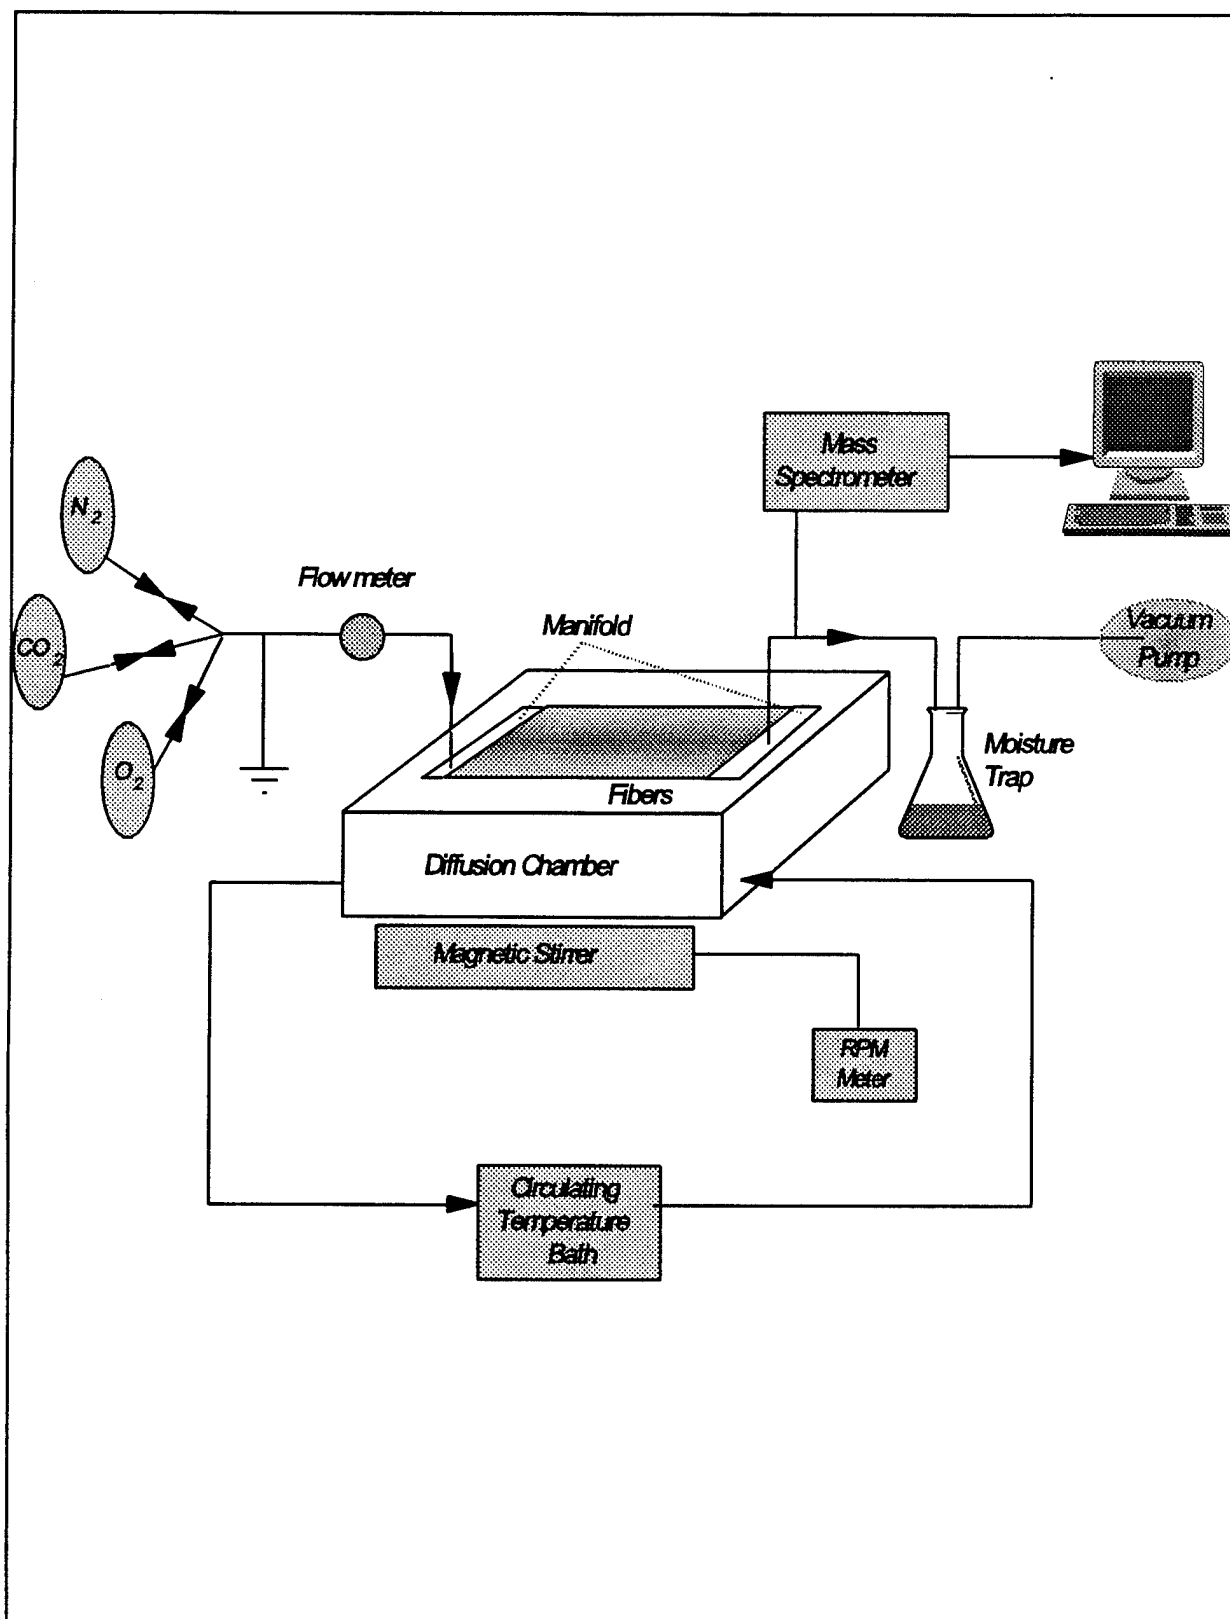 Mass
Spectrometer
N₂
Flow meter
Manifold
Vacuum
Pump
CO₂
Moisture
Trap
O₂
Fibers
Diffusion Chamber
Magnetic Stirrer
RPM
Meter
Circulating
Temperature
Bath